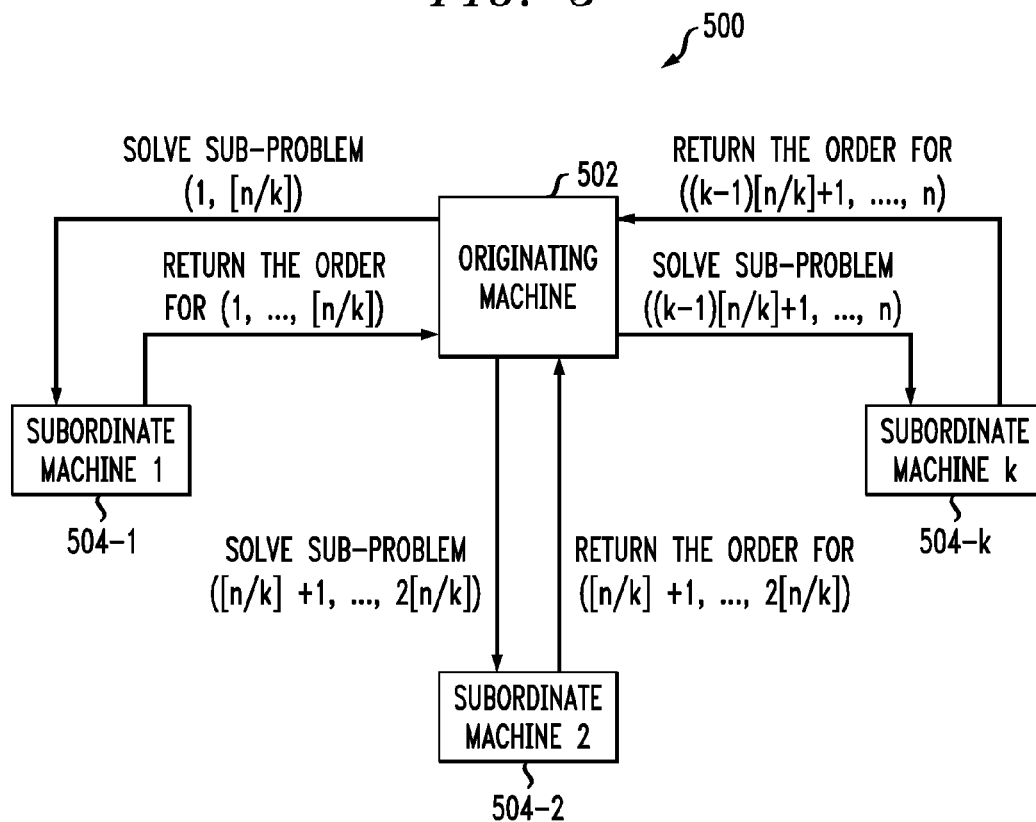 500
SOLVE SUB-PROBLEM
(1, [n/k])
RETURN THE ORDER FOR
((k-1)[n/k]+1, ...., n)
502
RETURN THE ORDER
FOR (1, ..., [n/k])
ORIGINATING
MACHINE
SOLVE SUB-PROBLEM
((k-1)[n/k]+1, ..., n)
SUBORDINATE
MACHINE 1
504-1
SUBORDINATE
MACHINE k
504-k
SOLVE SUB-PROBLEM
([n/k] +1, ..., 2[n/k])
RETURN THE ORDER FOR
([n/k] +1, ..., 2[n/k])
SUBORDINATE
MACHINE 2
504-2